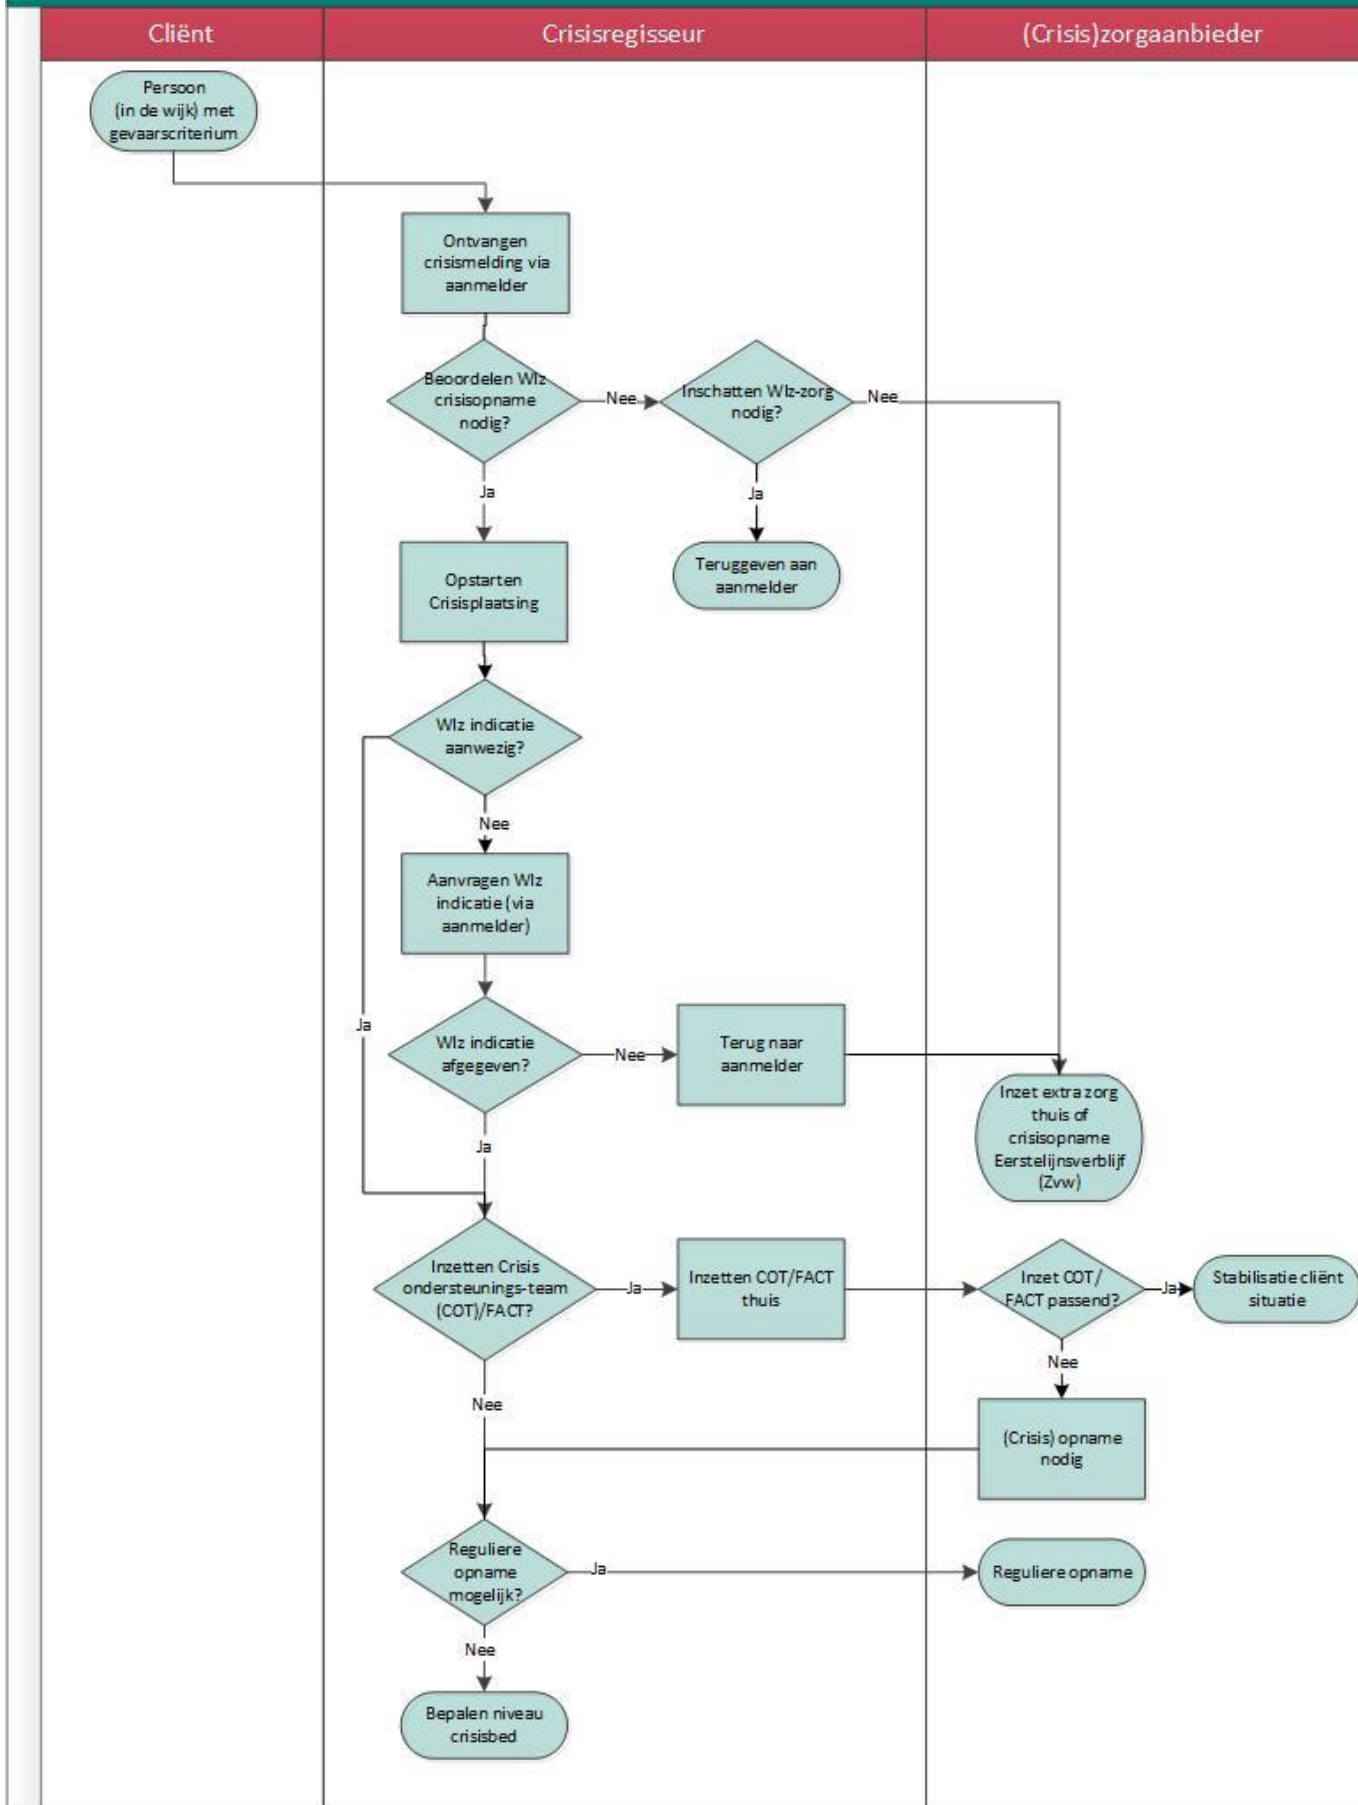 Cliënt
Crisisregisseur
(Crisis)zorgaanbieder
Persoon
(in de wijk) met
gevaarscriterium
Ontvangen
crisismelding via
aanmelder
Beoordelen Wlz
crisisopname
nodig?
Nee
Inschatten Wlz-zorg
nodig?
Nee
Ja
Ja
Opstarten
Crisisplaatsing
Teruggeven aan
aanmelder
Wlz indicatie
aanwezig?
Nee
Aanvragen Wlz
indicatie (via
aanmelder)
Ja
Wlz indicatie
afgegeven?
Nee
Terug naar
aanmelder
Inzet extra zorg
thuis of
crisisopname
Eerstelijnsverblijf
(Zvw)
Ja
Inzetten Crisis
ondersteunings-team
(COT)/FACT?
Ja
Inzetten COT/FACT
thuis
Inzet COT/
FACT passend?
Ja
Stabilisatie cliënt
situatie
Nee
Nee
(Crisis) opname
nodig
Reguliere
opname
mogelijk?
Ja
Reguliere opname
Nee
Bepalen niveau
crisisbed